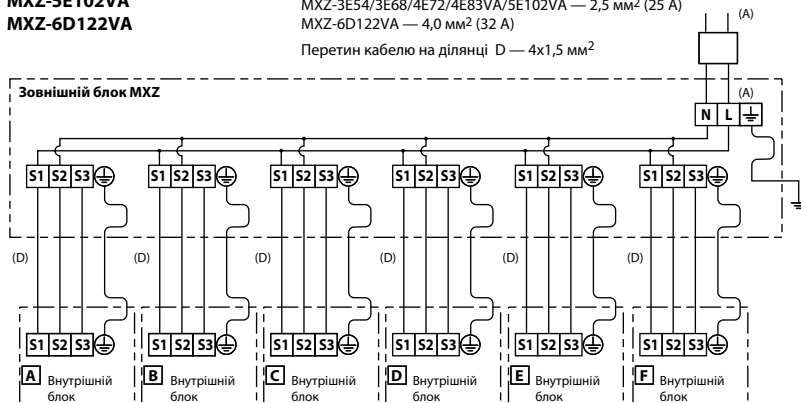 MXZ-5E102VA
MXZ-6D122VA
MXZ-3E54/3E68/4E72/4E83VA/5E102VA — 2,5 мм² (25 А)
MXZ-6D122VA — 4,0 мм² (32 А)
Перетин кабелю на ділянці D — 4x1,5 мм²
(A)
Зовнішній блок MXZ
(A)
N L
S1 S2 S3 S1 S2 S3 S1 S2 S3 S1 S2 S3 S1 S2 S3 S1 S2 S3
(D) (D) (D) (D) (D) (D)
S1 S2 S3 S1 S2 S3 S1 S2 S3 S1 S2 S3 S1 S2 S3 S1 S2 S3
A Внутрішній B Внутрішній C Внутрішній D Внутрішній E Внутрішній F Внутрішній
блок блок блок блок блок блок